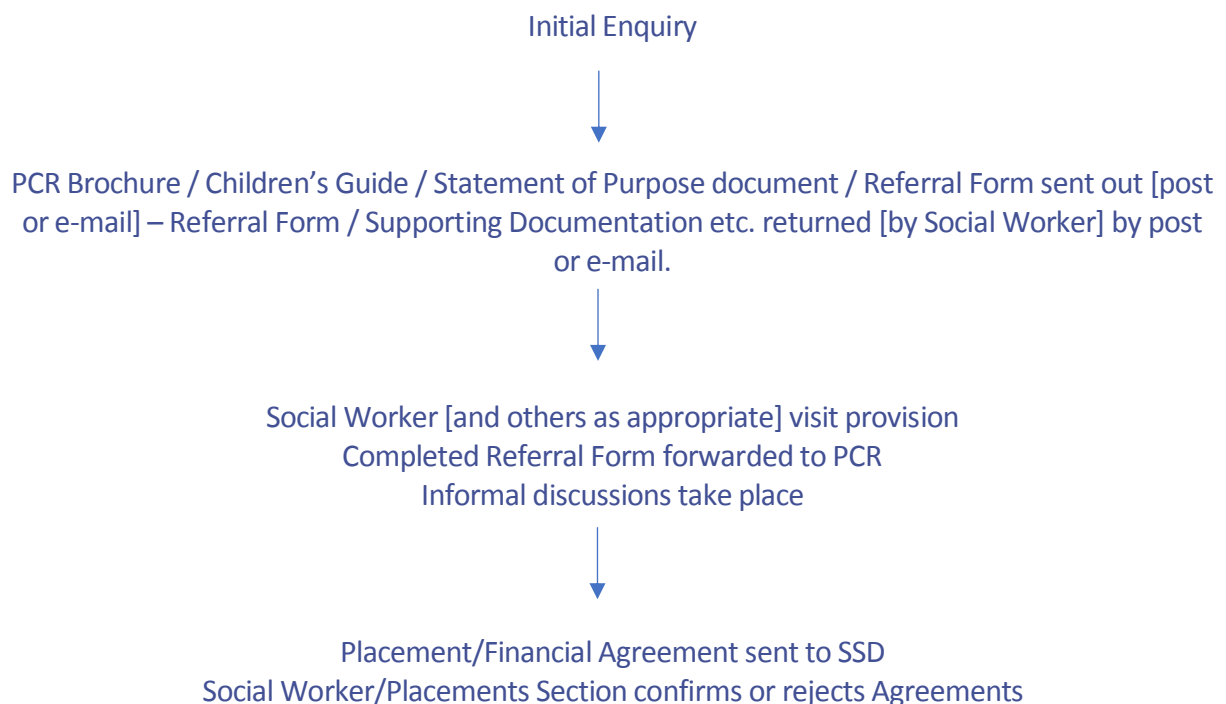 Initial Enquiry
PCR Brochure / Children’s Guide / Statement of Purpose document / Referral Form sent out [post
or e-mail] – Referral Form / Supporting Documentation etc. returned [by Social Worker] by post
or e-mail.
Social Worker [and others as appropriate] visit provision
Completed Referral Form forwarded to PCR
Informal discussions take place
Placement/Financial Agreement sent to SSD
Social Worker/Placements Section confirms or rejects Agreements